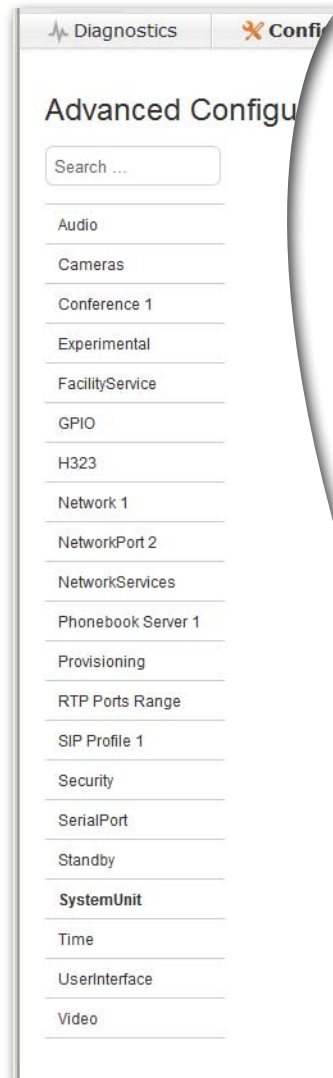 Diagnostics
Advanced
Search ...
Audio
Cameras
Conference 1
Experimental
FacilityService
GPIO
H323
Network 1
NetworkPort 2
NetworkServices
Phonebook Server 1
Provisioning
RTP Ports Range
SIP Profile 1
Security
SerialPort
Standby
SystemUnit
Time
UserInterface
Video